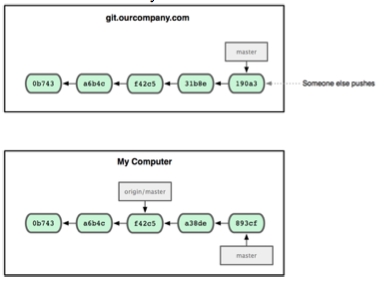 git.ourcompany.com
master
0b743 a6b4c f42c5 31b8e 190a3 Someone else pushes
My Computer
origin/master
0b743 a6b4c f42c5 a38de 893cf
master